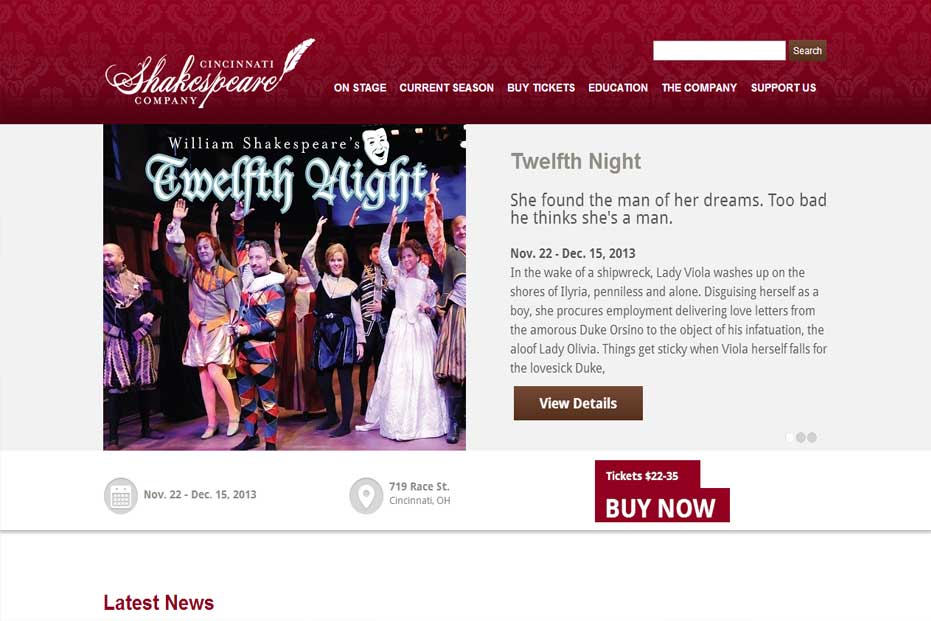 CINCINNATI
Shakespeare
COMPANY
Search
ON STAGE CURRENT SEASON BUY TICKETS EDUCATION THE COMPANY SUPPORT US
William Shakespeare's
Twelfth Night
Twelfth Night
She found the man of her dreams. Too bad
he thinks she's a man.
Nov. 22 - Dec. 15, 2013
In the wake of a shipwreck, Lady Viola washes up on the
shores of Ilyria, penniless and alone. Disguising herself as a
boy, she procures employment delivering love letters from
the amorous Duke Orsino to the object of his infatuation, the
aloof Lady Olivia. Things get sticky when Viola herself falls for
the lovesick Duke,
View Details
Nov. 22 - Dec. 15, 2013
719 Race St.
Cincinnati, OH
Tickets $22-35
BUY NOW
Latest News